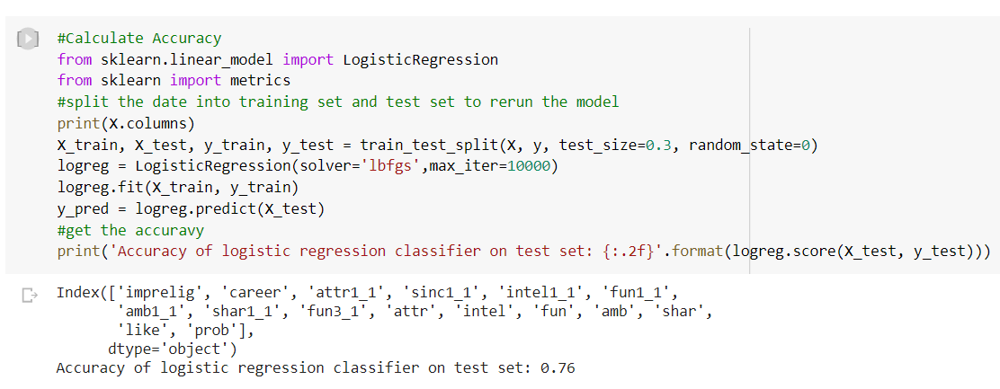 #Calculate Accuracy
from sklearn.linear_model import LogisticRegression
from sklearn import metrics
#split the date into training set and test set to rerun the model
print(X.columns)
X_train, X_test, y_train, y_test = train_test_split(X, y, test_size=0.3, random_state=0)
logreg = LogisticRegression(solver='lbfgs',max_iter=10000)
logreg.fit(X_train, y_train)
y_pred = logreg.predict(X_test)
#get the accuravy
print('Accuracy of logistic regression classifier on test set: {:.2f}'.format(logreg.score(X_test, y_test)))
Index(['imprelig', 'career', 'attr1_1', 'sinc1_1', 'intel1_1', 'fun1_1',
       'amb1_1', 'shar1_1', 'fun3_1', 'attr', 'intel', 'fun', 'amb', 'shar',
       'like', 'prob'],
      dtype='object')
Accuracy of logistic regression classifier on test set: 0.76